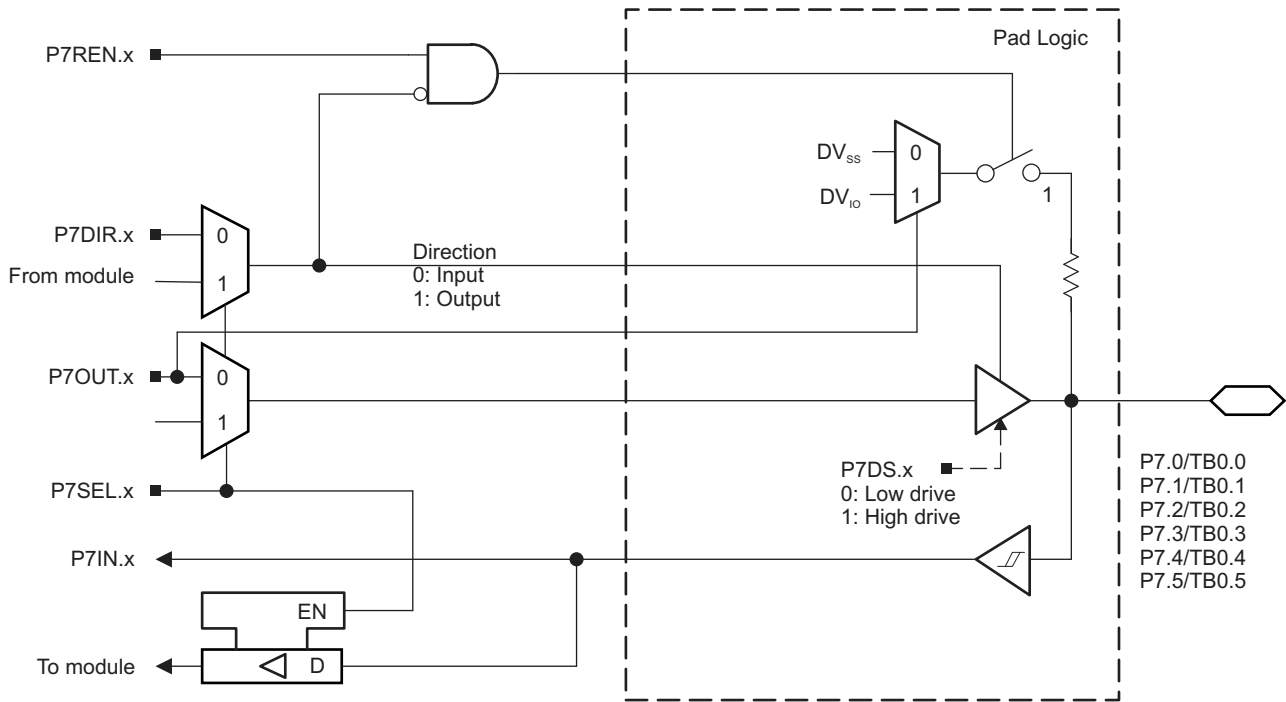 Pad Logic
P7REN.x
DVSS
0
DVIO
1
1
P7DIR.x
0
From module
1
Direction
0: Input
1: Output
P7OUT.x
0
1
P7DS.x
0: Low drive
1: High drive
P7SEL.x
P7.0/TB0.0
P7.1/TB0.1
P7.2/TB0.2
P7.3/TB0.3
P7.4/TB0.4
P7.5/TB0.5
P7IN.x
EN
To module
D